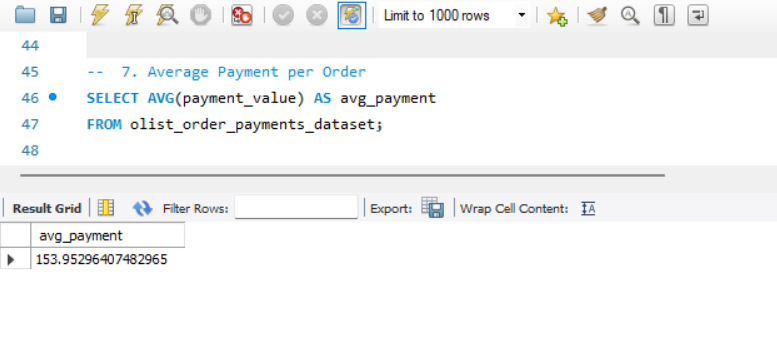 Limit to 1000 rows
44
45 -- 7. Average Payment per Order
46 SELECT AVG(payment_value) AS avg_payment
47 FROM olist_order_payments_dataset;
48
Result Grid Filter Rows: Export: Wrap Cell Content: IA
avg_payment
153.95296407482965